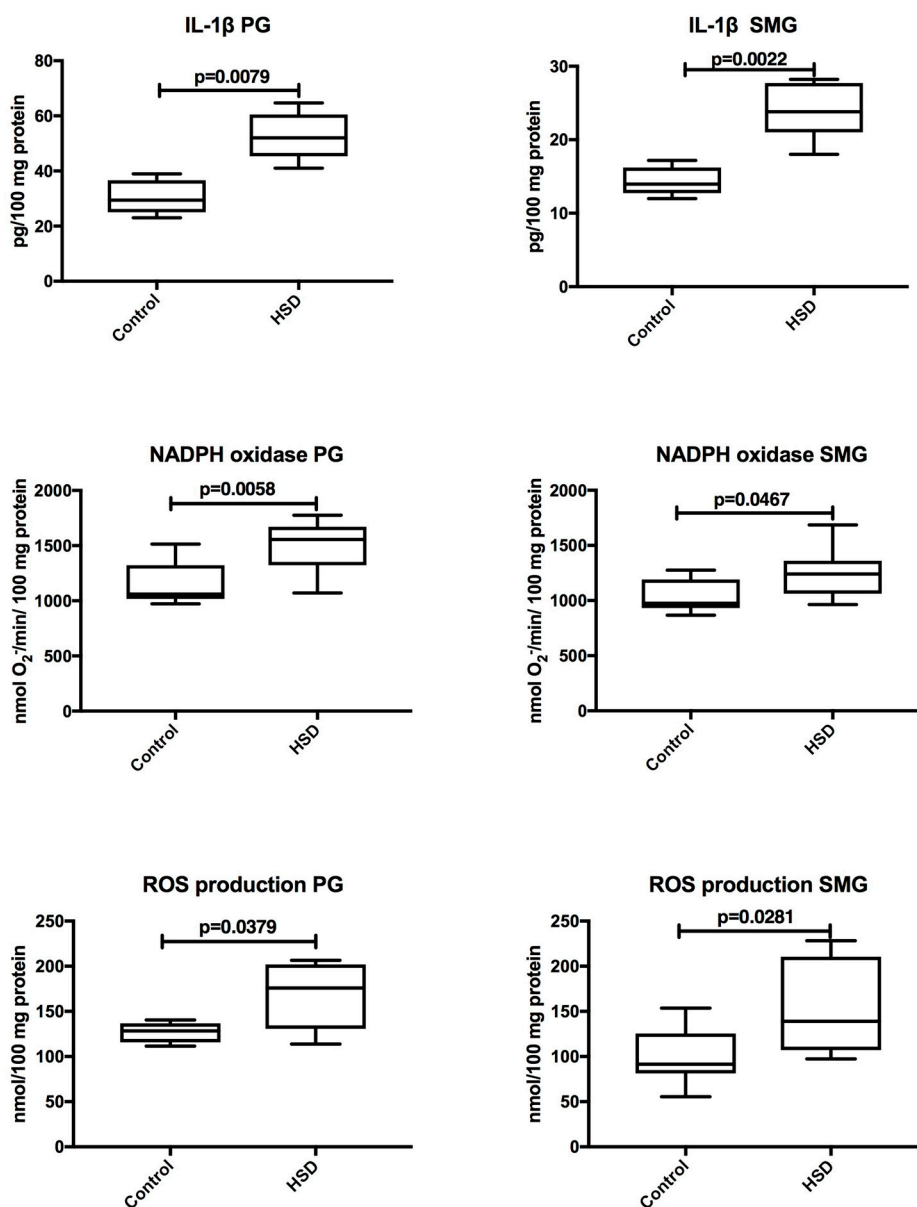 IL-1β PG
p=0.0079
80
60
40
20
0
pg/100 mg protein
Control
HSD
IL-1β SMG
p=0.0022
30
20
10
0
pg/100 mg protein
Control
HSD
NADPH oxidase PG
p=0.0058
2000
1500
1000
500
0
nmol O₂⁻/min/ 100 mg protein
Control
HSD
NADPH oxidase SMG
p=0.0467
2000
1500
1000
500
0
nmol O₂⁻/min/ 100 mg protein
Control
HSD
ROS production PG
p=0.0379
250
200
150
100
50
0
nmol/100 mg protein
Control
HSD
ROS production SMG
p=0.0281
250
200
150
100
50
0
nmol/100 mg protein
Control
HSD